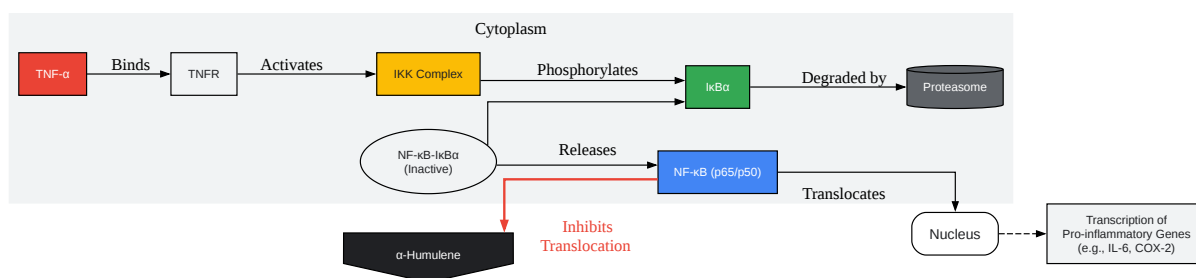 Cytoplasm
TNF-α
Binds
TNFR
Activates
IKK Complex
Phosphorylates
IκBα
Degraded by
Proteasome
NF-κB-IκBα
(Inactive)
Releases
NF-κB (p65/p50)
Translocates
Inhibits
Translocation
α-Humulene
Nucleus
Transcription of
Pro-inflammatory Genes
(e.g., IL-6, COX-2)